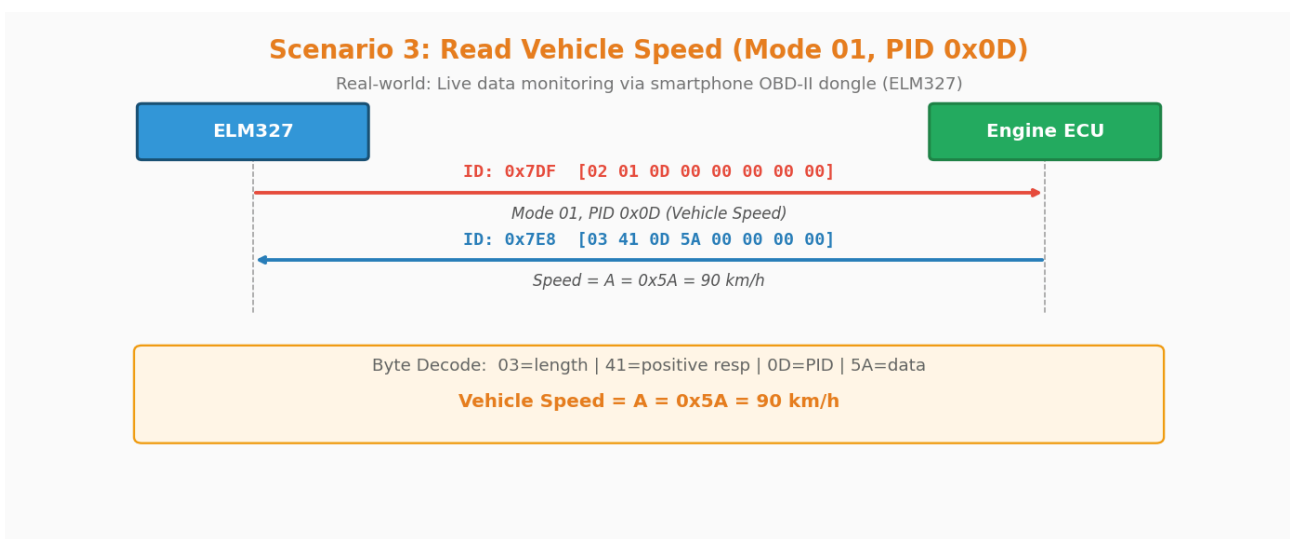 Scenario 3: Read Vehicle Speed (Mode 01, PID 0x0D)
Real-world: Live data monitoring via smartphone OBD-II dongle (ELM327)
ELM327
Engine ECU
ID: 0x7DF  [02 01 0D 00 00 00 00 00]
Mode 01, PID 0x0D (Vehicle Speed)
ID: 0x7E8  [03 41 0D 5A 00 00 00 00]
Speed = A = 0x5A = 90 km/h
Byte Decode:  03=length | 41=positive resp | 0D=PID | 5A=data
Vehicle Speed = A = 0x5A = 90 km/h